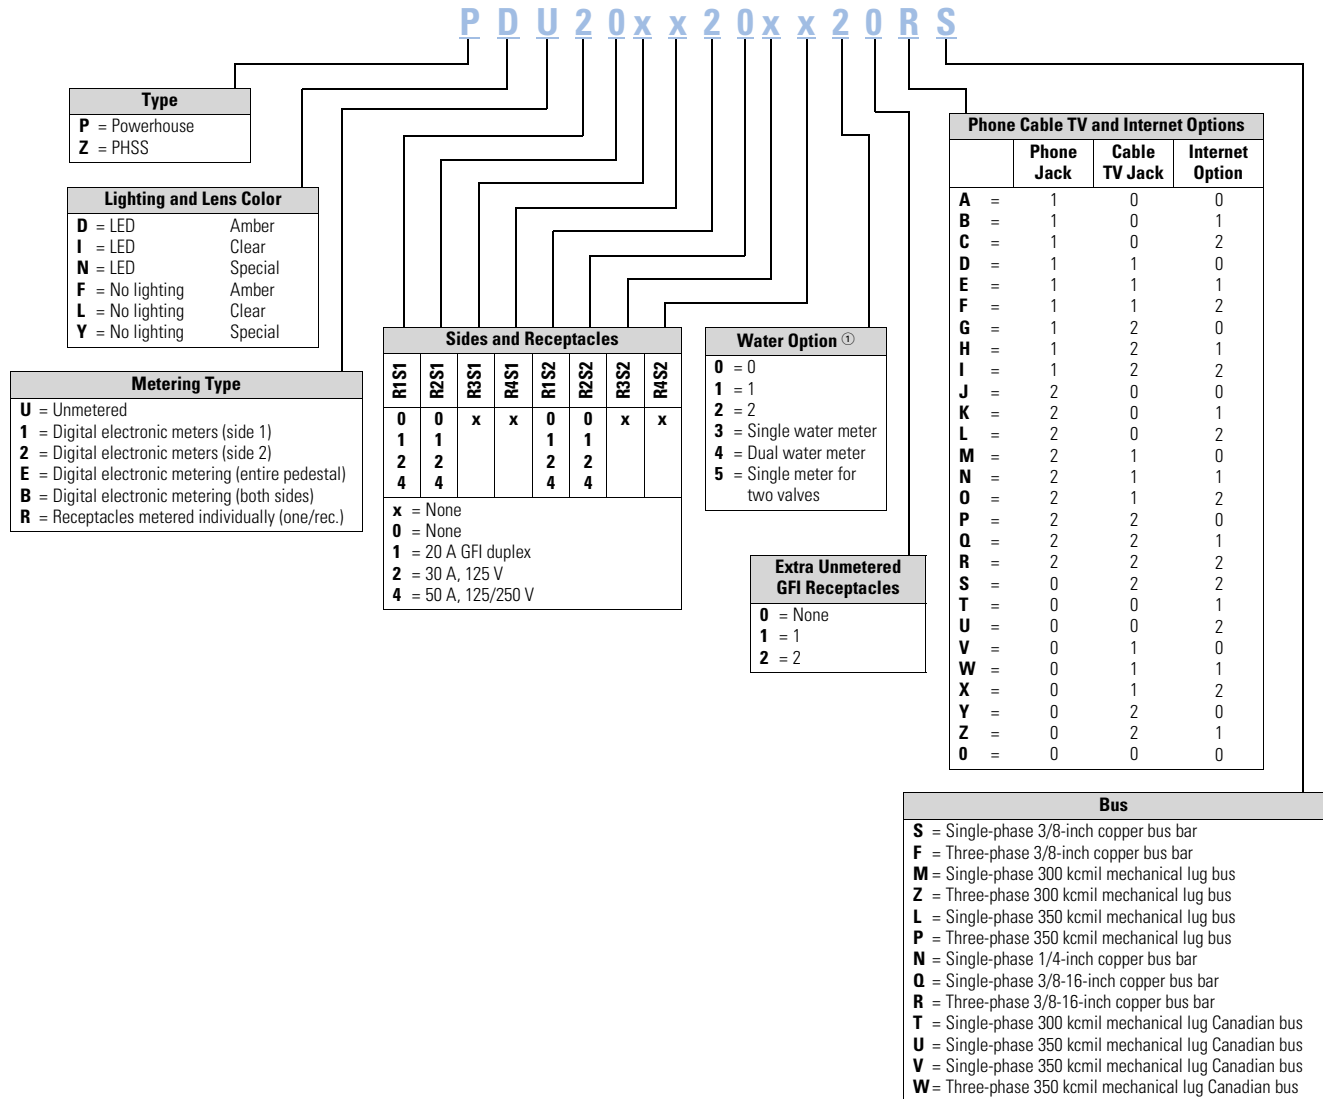 P D U 2 0 x x 2 0 x x 2 0 R S
Type
P = Powerhouse
Z = PHSS
Lighting and Lens Color
D = LED Amber
I = LED Clear
N = LED Special
F = No lighting Amber
L = No lighting Clear
Y = No lighting Special
Metering Type
U = Unmetered
1 = Digital electronic meters (side 1)
2 = Digital electronic meters (side 2)
E = Digital electronic metering (entire pedestal)
B = Digital electronic metering (both sides)
R = Receptacles metered individually (one/rec.)
Sides and Receptacles
R1S1 R2S1 R3S1 R4S1 R1S2 R2S2 R3S2 R4S2
0 0 x x 0 0 x x
1 1 1 1
2 2 2 2
4 4 4 4
x = None
0 = None
1 = 20 A GFI duplex
2 = 30 A, 125 V
4 = 50 A, 125/250 V
Water Option ①
0 = 0
1 = 1
2 = 2
3 = Single water meter
4 = Dual water meter
5 = Single meter for
two valves
Extra Unmetered
GFI Receptacles
0 = None
1 = 1
2 = 2
Phone Cable TV and Internet Options
Phone Cable Internet
Jack TV Jack Option
A = 1 0 0
B = 1 0 1
C = 1 0 2
D = 1 1 0
E = 1 1 1
F = 1 1 2
G = 1 2 0
H = 1 2 1
I = 1 2 2
J = 2 0 0
K = 2 0 1
L = 2 0 2
M = 2 1 0
N = 2 1 1
O = 2 1 2
P = 2 2 0
Q = 2 2 1
R = 2 2 2
S = 0 2 2
T = 0 0 1
U = 0 0 2
V = 0 1 0
W = 0 1 1
X = 0 1 2
Y = 0 2 0
Z = 0 2 1
0 = 0 0 0
Bus
S = Single-phase 3/8-inch copper bus bar
F = Three-phase 3/8-inch copper bus bar
M = Single-phase 300 kcmil mechanical lug bus
Z = Three-phase 300 kcmil mechanical lug bus
L = Single-phase 350 kcmil mechanical lug bus
P = Three-phase 350 kcmil mechanical lug bus
N = Single-phase 1/4-inch copper bus bar
Q = Single-phase 3/8-16-inch copper bus bar
R = Three-phase 3/8-16-inch copper bus bar
T = Single-phase 300 kcmil mechanical lug Canadian bus
U = Single-phase 350 kcmil mechanical lug Canadian bus
V = Single-phase 350 kcmil mechanical lug Canadian bus
W = Three-phase 350 kcmil mechanical lug Canadian bus